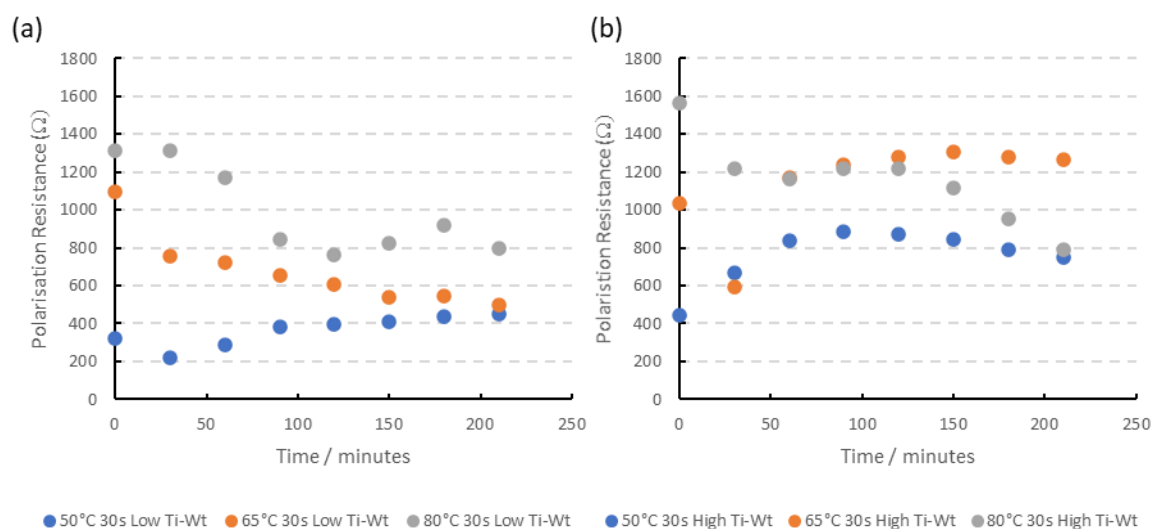 (a)
1800
1600
1400
1200
1000
800
600
400
200
0
Polarisation Resistance (Ω)
0 50 100 150 200 250
Time / minutes
50°C 30s Low Ti-Wt 65°C 30s Low Ti-Wt 80°C 30s Low Ti-Wt
(b)
1800
1600
1400
1200
1000
800
600
400
200
0
Polaristion Resistance (Ω)
0 50 100 150 200 250
Time / minutes
50°C 30s High Ti-Wt 65°C 30s High Ti-Wt 80°C 30s High Ti-Wt